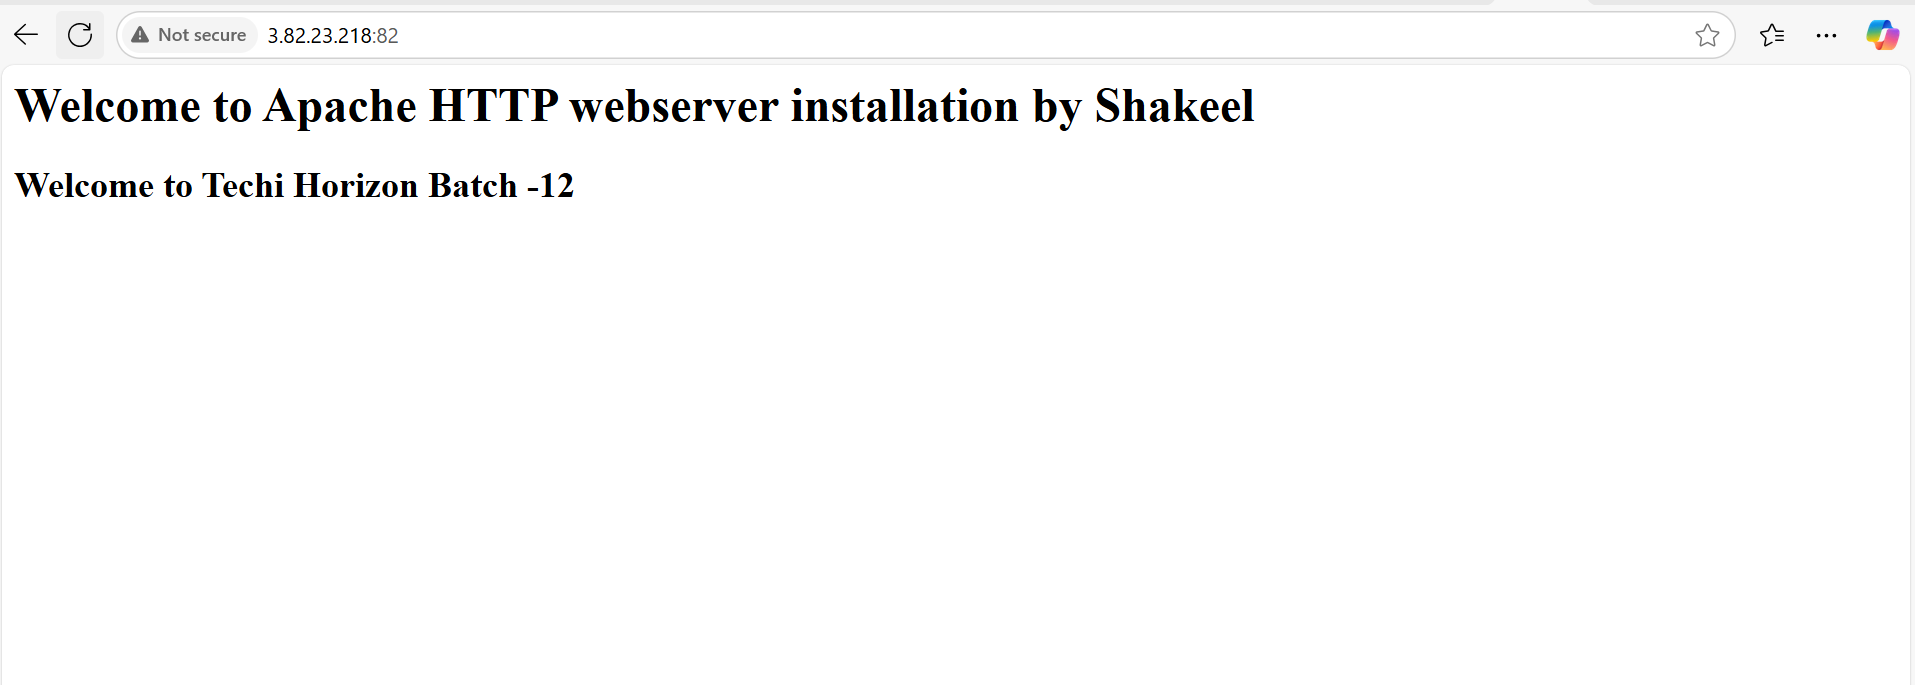 Not secure 3.82.23.218:82
Welcome to Apache HTTP webserver installation by Shakeel
Welcome to Techi Horizon Batch -12